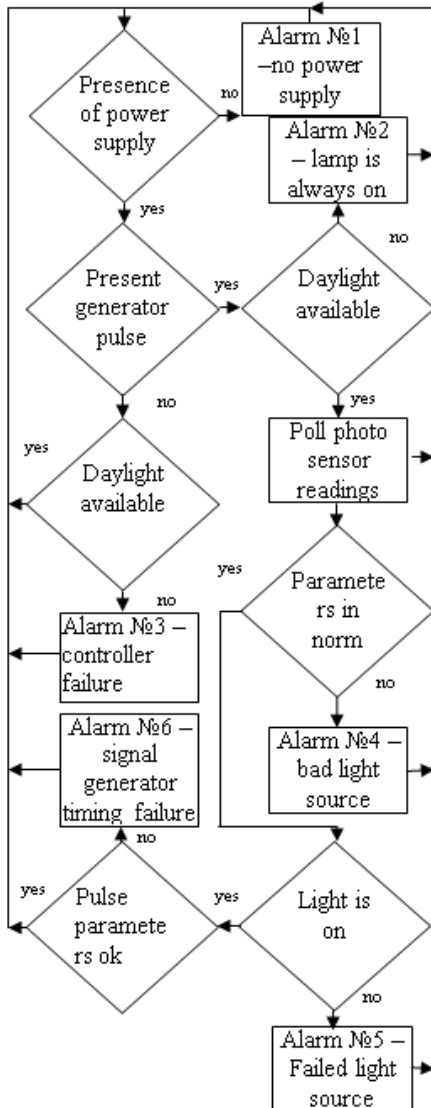 Presence
of power
supply
no
Alarm №1
–no power
supply
Alarm №2
– lamp is
always on
yes
no
Present
generator
pulse
yes
Daylight
available
no
yes
yes
Daylight
available
Poll photo
sensor
readings
no
yes
Paramete
rs in
norm
Alarm №3 –
controller
failure
no
Alarm №6 –
signal
generator
timing failure
Alarm №4 –
bad light
source
no
yes
Pulse
paramete
rs ok
yes
Light is
on
no
Alarm №5 –
Failed light
source